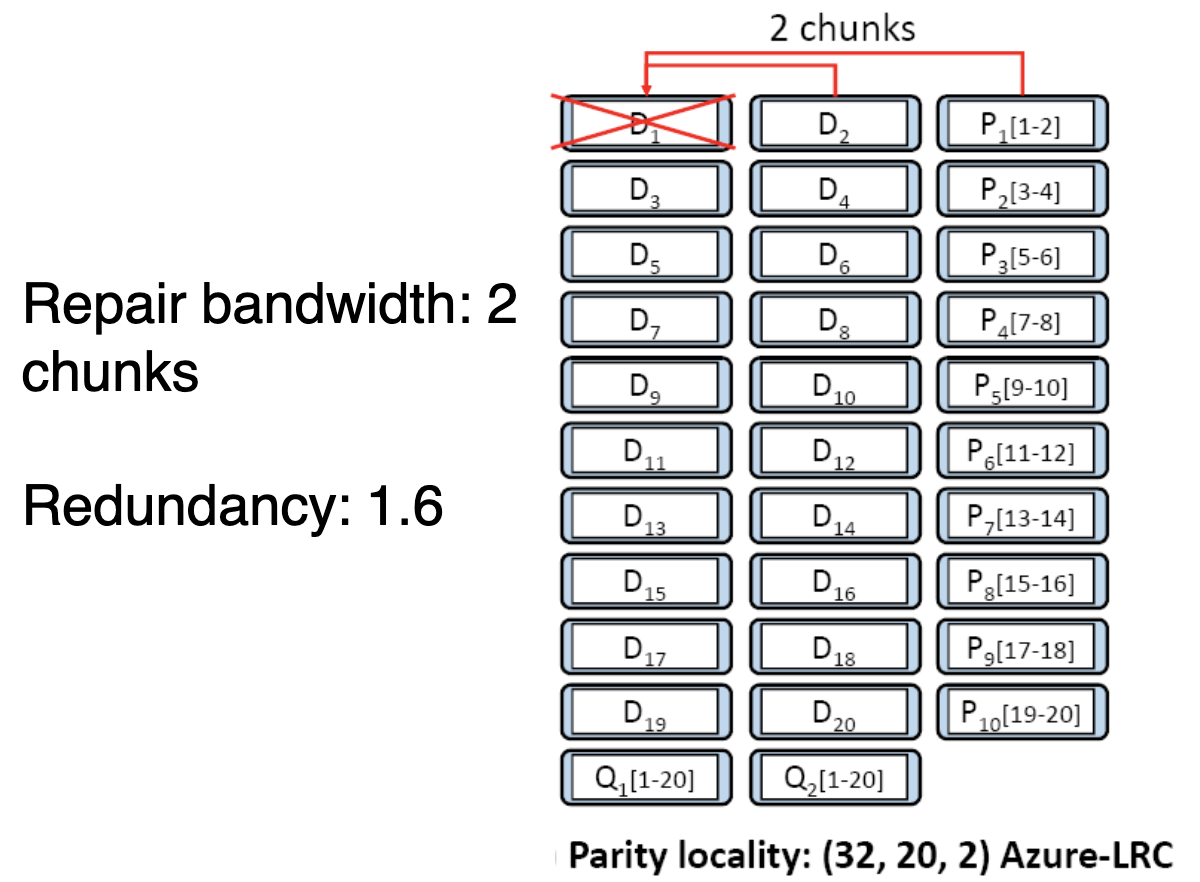 2 chunks
D1 D2 P1[1-2]
D3 D4 P2[3-4]
D5 D6 P3[5-6]
Repair bandwidth: 2
chunks
D7 D8 P4[7-8]
D9 D10 P5[9-10]
D11 D12 P6[11-12]
Redundancy: 1.6
D13 D14 P7[13-14]
D15 D16 P8[15-16]
D17 D18 P9[17-18]
D19 D20 P10[19-20]
Q1[1-20] Q2[1-20]
Parity locality: (32, 20, 2) Azure-LRC